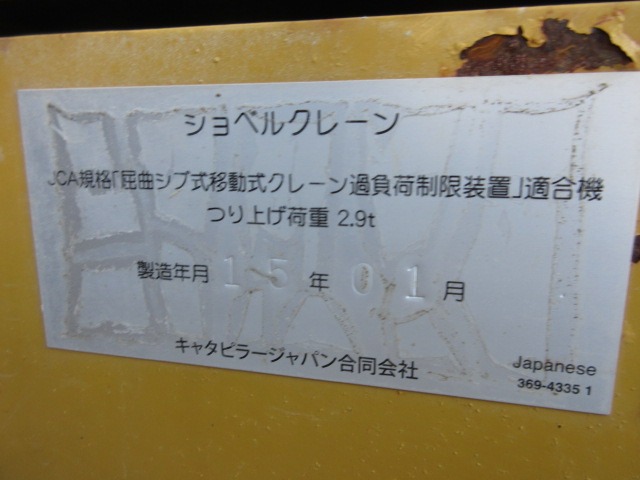 ショベルクレーン
JCA規格「屈曲ジブ式移動式クレーン過負荷制限装置」適合機
つり上げ荷重 2.9t
製造年月 15 年 01 月
キャタピラージャパン合同会社
Japanese
369-4335 1